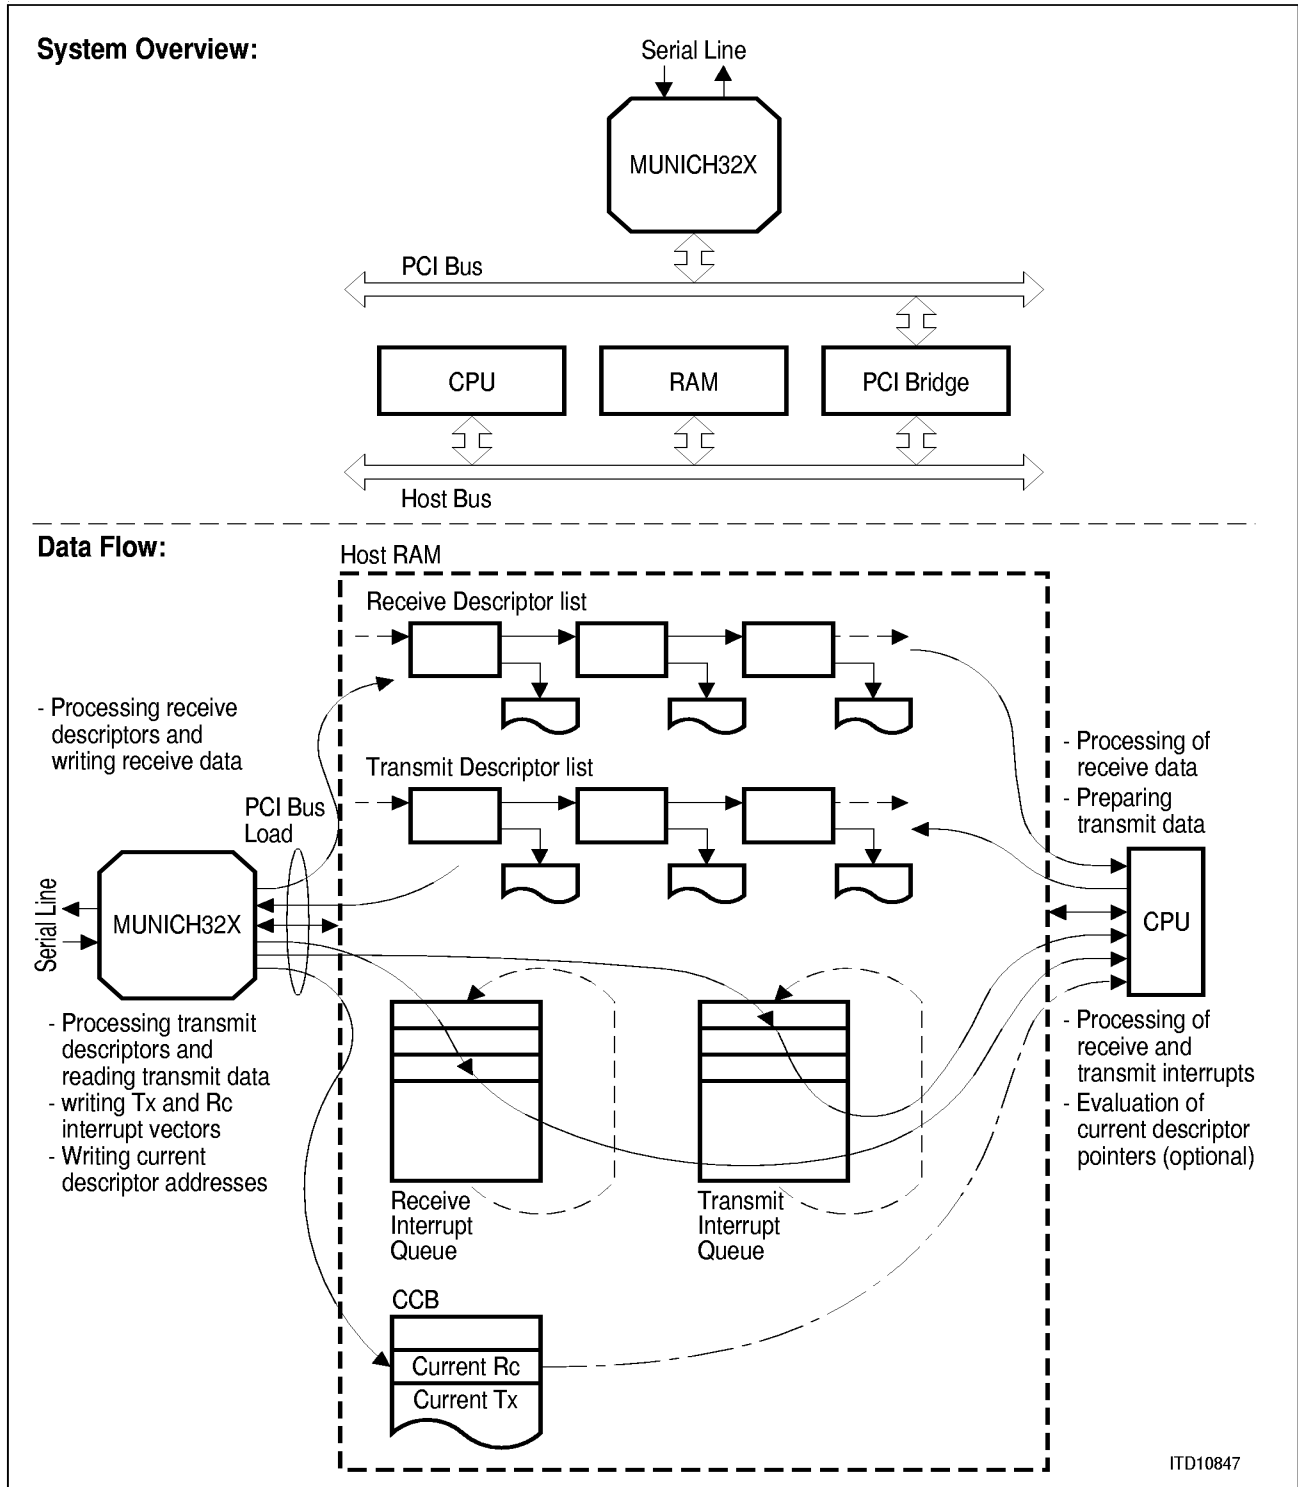 System Overview:
Serial Line
MUNICH32X
PCI Bus
CPU
RAM
PCI Bridge
Host Bus
Data Flow:
Host RAM
Receive Descriptor list
- Processing receive
descriptors and
writing receive data
Transmit Descriptor list
PCI Bus
Load
- Processing of
receive data
- Preparing
transmit data
Serial Line
MUNICH32X
CPU
- Processing transmit
descriptors and
reading transmit data
- writing Tx and Rc
interrupt vectors
- Writing current
descriptor addresses
- Processing of
receive and
transmit interrupts
- Evaluation of
current descriptor
pointers (optional)
Receive
Interrupt
Queue
Transmit
Interrupt
Queue
CCB
Current Rc
Current Tx
ITD10847